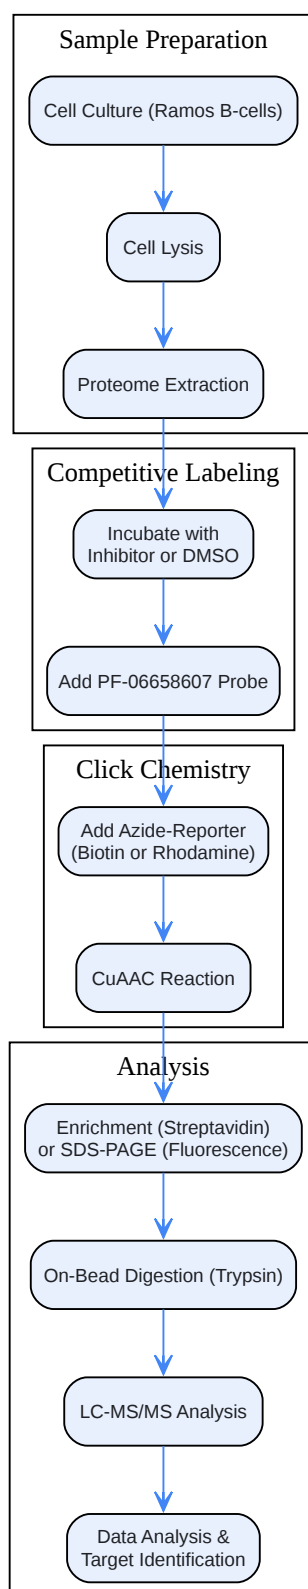 Sample Preparation
Cell Culture (Ramos B-cells)
Cell Lysis
Proteome Extraction
Competitive Labeling
Incubate with
Inhibitor or DMSO
Add PF-06658607 Probe
Click Chemistry
Add Azide-Reporter
(Biotin or Rhodamine)
CuAAC Reaction
Analysis
Enrichment (Streptavidin)
or SDS-PAGE (Fluorescence)
On-Bead Digestion (Trypsin)
LC-MS/MS Analysis
Data Analysis &
Target Identification